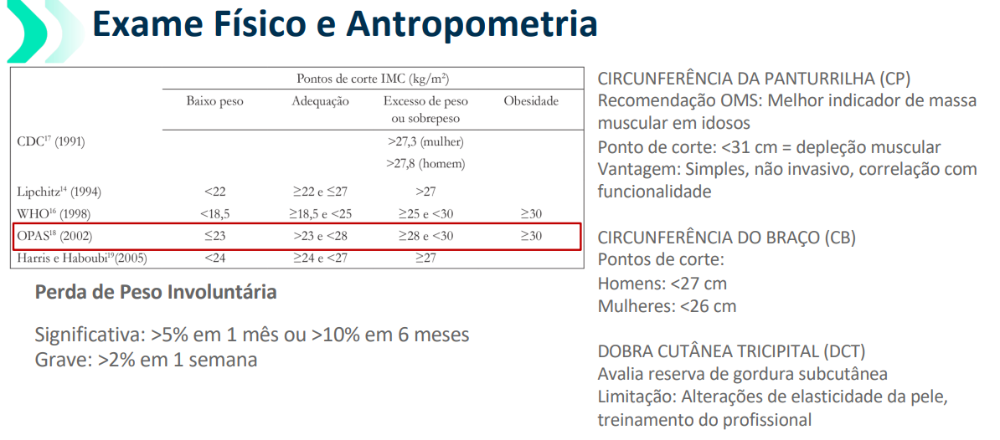 Exame Físico e Antropometria
Pontos de corte IMC (kg/m²)
Baixo peso Adequação Excesso de peso ou sobrepeso Obesidade
CDC¹⁷ (1991) >27,3 (mulher)
>27,8 (homem)
Lipchitz¹⁴ (1994) <22 ≥22 e ≤27 >27
WHO¹⁶ (1998) <18,5 ≥18,5 e <25 ≥25 e <30 ≥30
OPAS¹⁸ (2002) ≤23 >23 e <28 ≥28 e <30 ≥30
Harris e Haboubi¹⁹(2005) <24 ≥24 e <27 ≥27
Perda de Peso Involuntária
Significativa: >5% em 1 mês ou >10% em 6 meses
Grave: >2% em 1 semana
CIRCUNFERÊNCIA DA PANTURRILHA (CP)
Recomendação OMS: Melhor indicador de massa
muscular em idosos
Ponto de corte: <31 cm = depleção muscular
Vantagem: Simples, não invasivo, correlação com
funcionalidade
CIRCUNFERÊNCIA DO BRAÇO (CB)
Pontos de corte:
Homens: <27 cm
Mulheres: <26 cm
DOBRA CUTÂNEA TRICIPITAL (DCT)
Avalia reserva de gordura subcutânea
Limitação: Alterações de elasticidade da pele,
treinamento do profissional